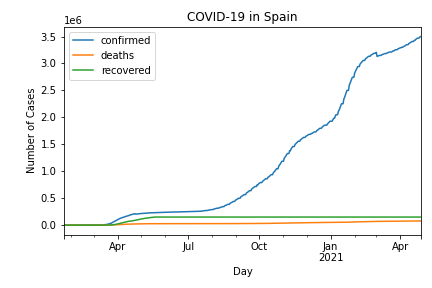 COVID-19 in Spain
1e6
confirmed
deaths
recovered
3.5
3.0
2.5
2.0
1.5
1.0
0.5
0.0
Number of Cases
Apr Jul Oct Jan Apr
2021
Day